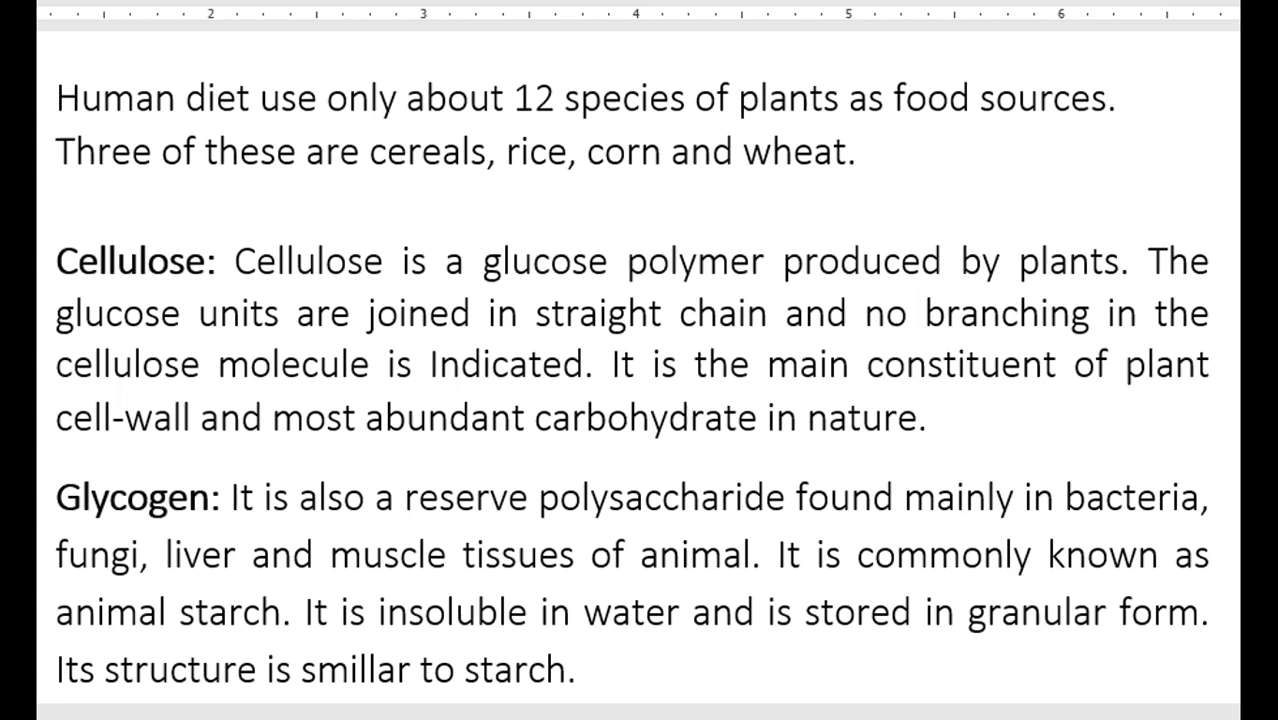 2 3 4 5 6
Human diet use only about 12 species of plants as food sources.
Three of these are cereals, rice, corn and wheat.
Cellulose: Cellulose is a glucose polymer produced by plants. The
glucose units are joined in straight chain and no branching in the
cellulose molecule is Indicated. It is the main constituent of plant
cell-wall and most abundant carbohydrate in nature.
Glycogen: It is also a reserve polysaccharide found mainly in bacteria,
fungi, liver and muscle tissues of animal. It is commonly known as
animal starch. It is insoluble in water and is stored in granular form.
Its structure is smillar to starch.